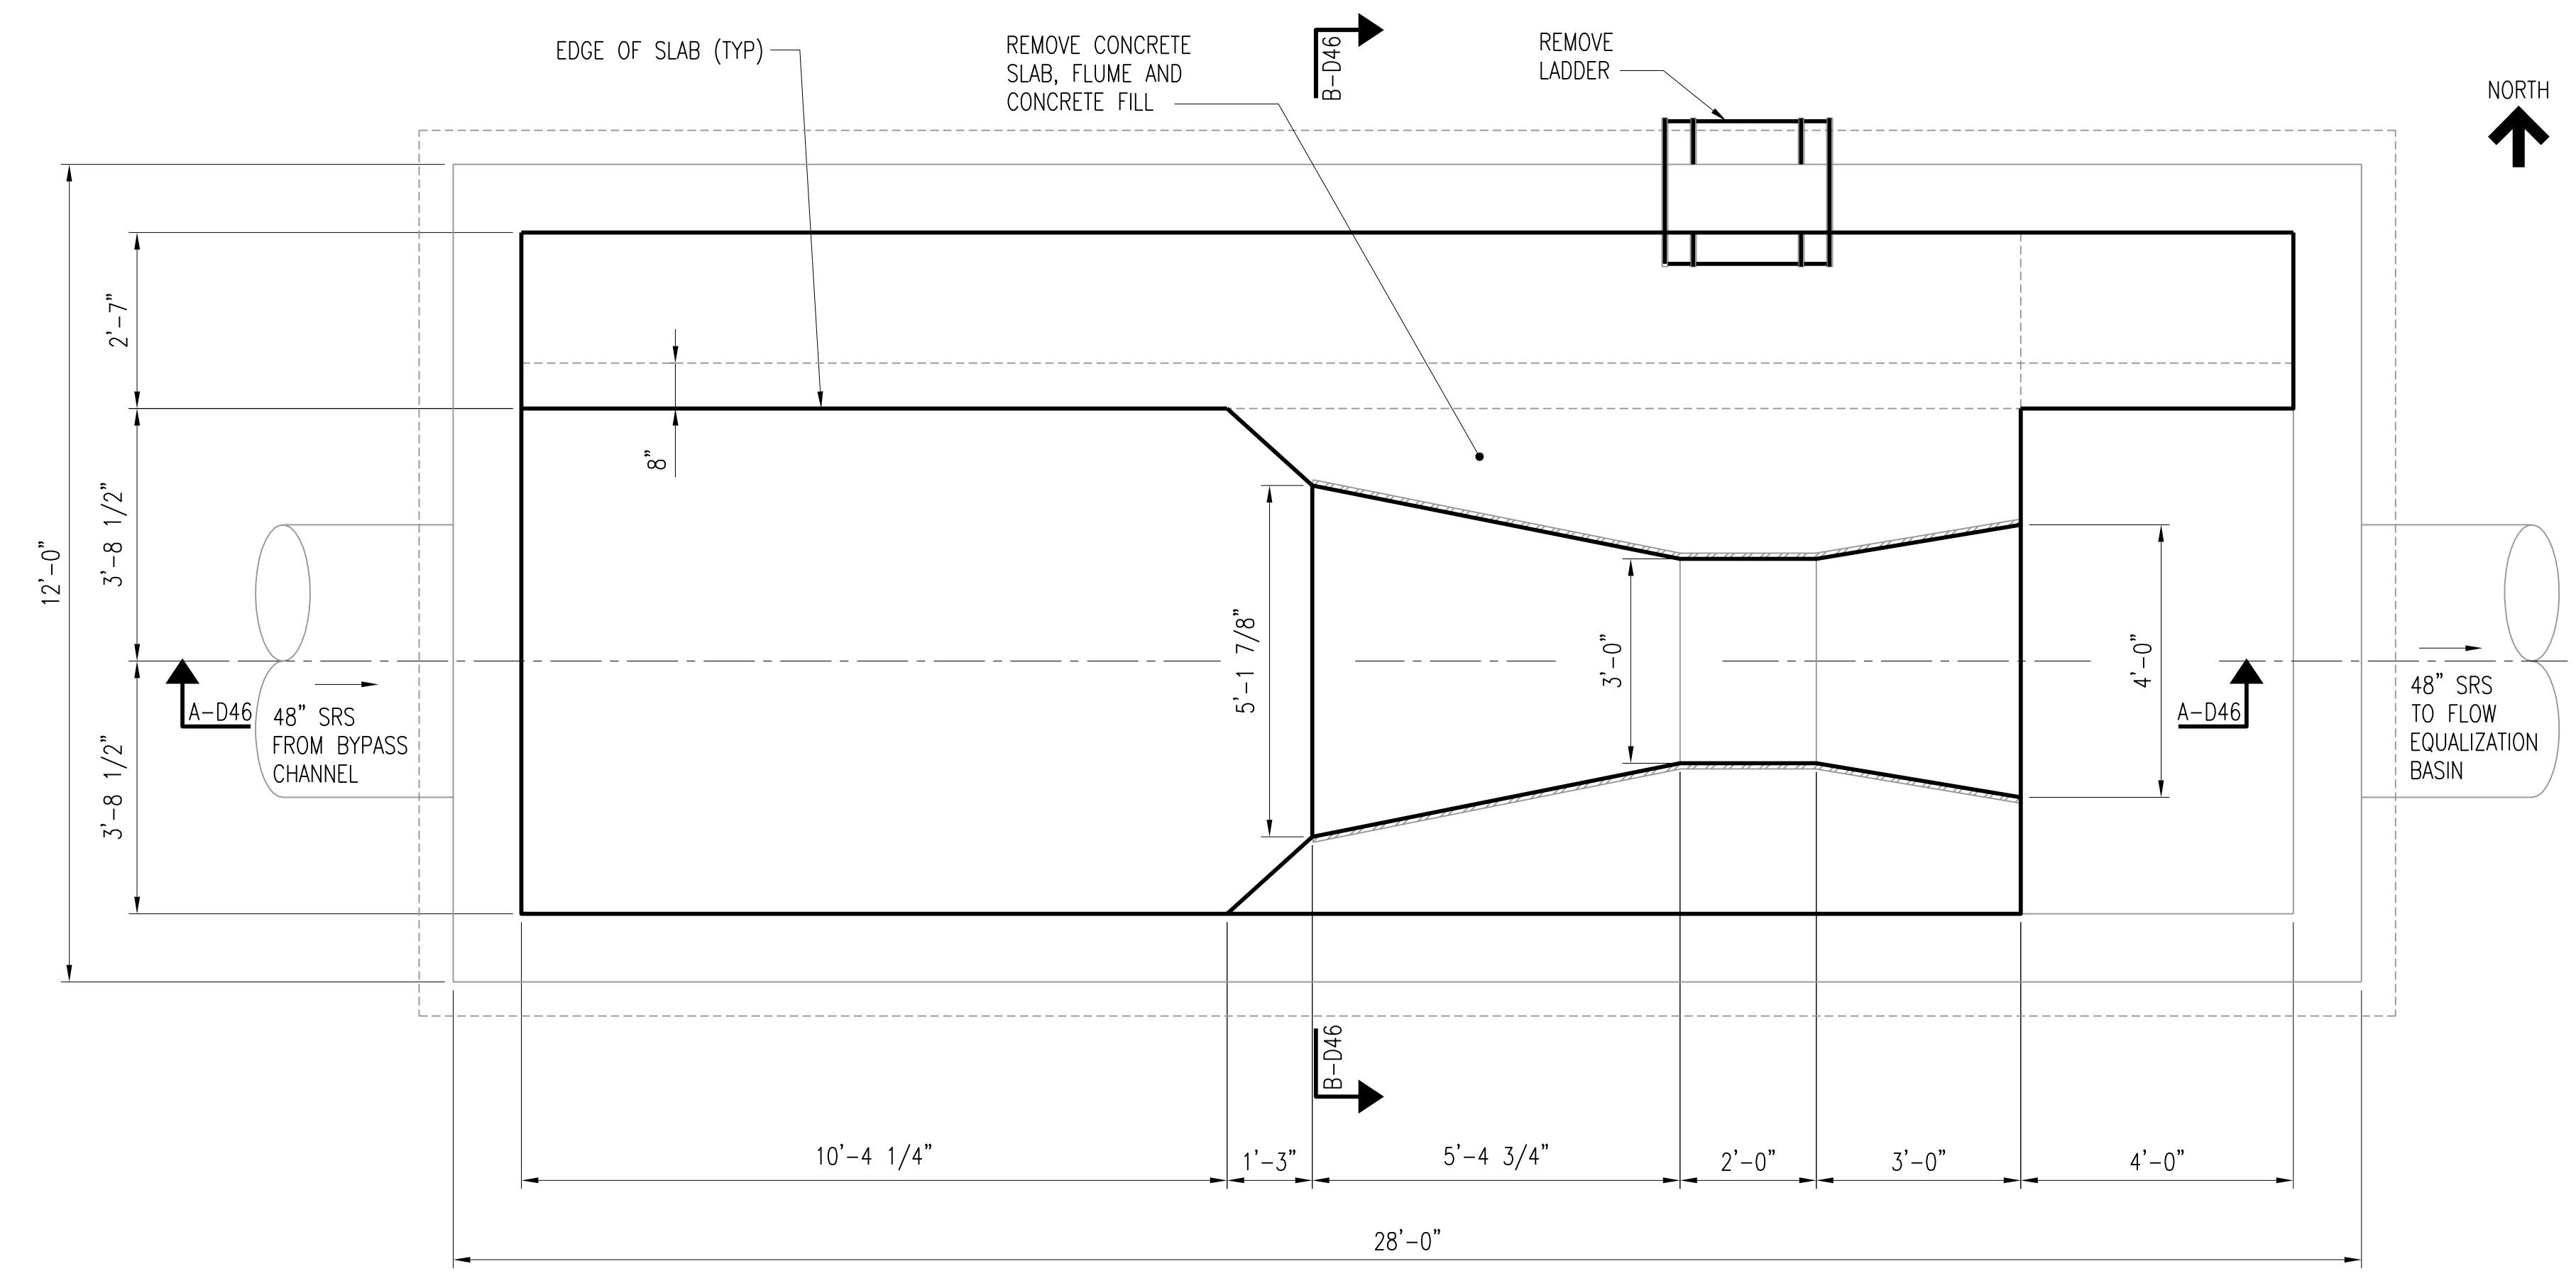 EDGE OF SLAB (TYP)
REMOVE CONCRETE
SLAB, FLUME AND
CONCRETE FILL
B-D46
REMOVE
LADDER
NORTH
2'-7"
3'-8 1/2"
12'-0"
3'-8 1/2"
8"
5'-1 7/8"
3'-0"
4'-0"
A-D46
48" SRS
FROM BYPASS
CHANNEL
A-D46
48" SRS
TO FLOW
EQUALIZATION
BASIN
B-D46
10'-4 1/4"
1'-3"
5'-4 3/4"
2'-0"
3'-0"
4'-0"
28'-0"